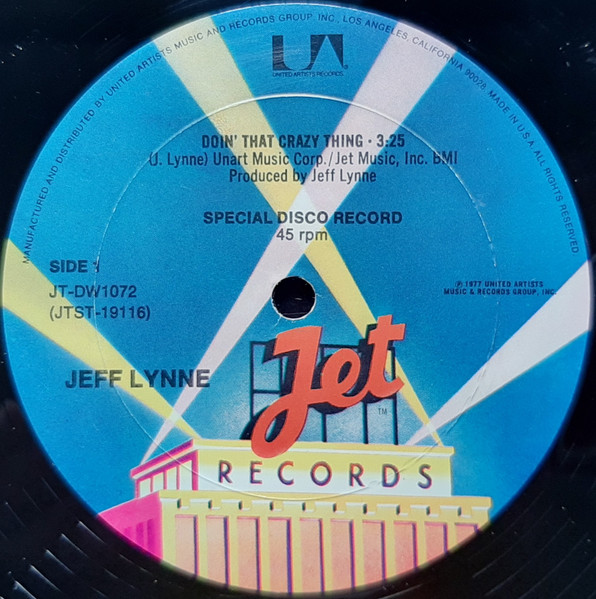 MANUFACTURED AND DISTRIBUTED BY UNITED ARTISTS MUSIC AND RECORDS GROUP, INC., LOS ANGELES, CALIFORNIA 90028. MADE IN U.S.A. ALL RIGHTS RESERVED
UA
UNITED ARTISTS RECORDS
DOIN' THAT CRAZY THING · 3:25
(J. Lynne) Unart Music Corp./Jet Music, Inc. BMI
Produced by Jeff Lynne
SPECIAL DISCO RECORD
45 rpm
SIDE 1
JT-DW1072
(JTST-19116)
℗ 1977 UNITED ARTISTS
MUSIC & RECORDS GROUP, INC.
JEFF LYNNE
Jet
TM
RECORDS